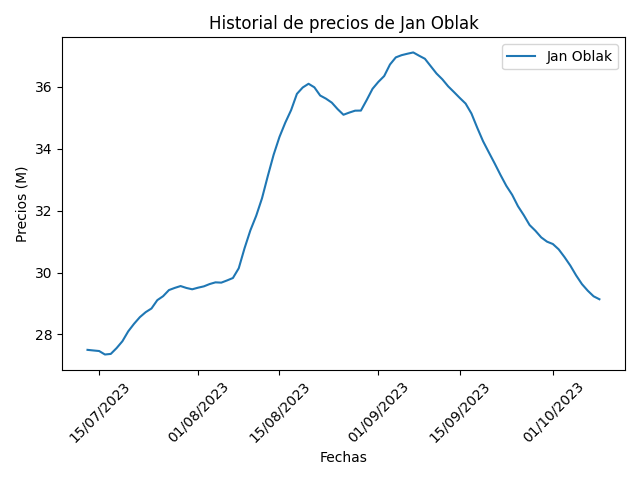 Historial de precios de Jan Oblak
Jan Oblak
Precios (M)
36
34
32
30
28
15/07/2023
01/08/2023
15/08/2023
01/09/2023
15/09/2023
01/10/2023
Fechas